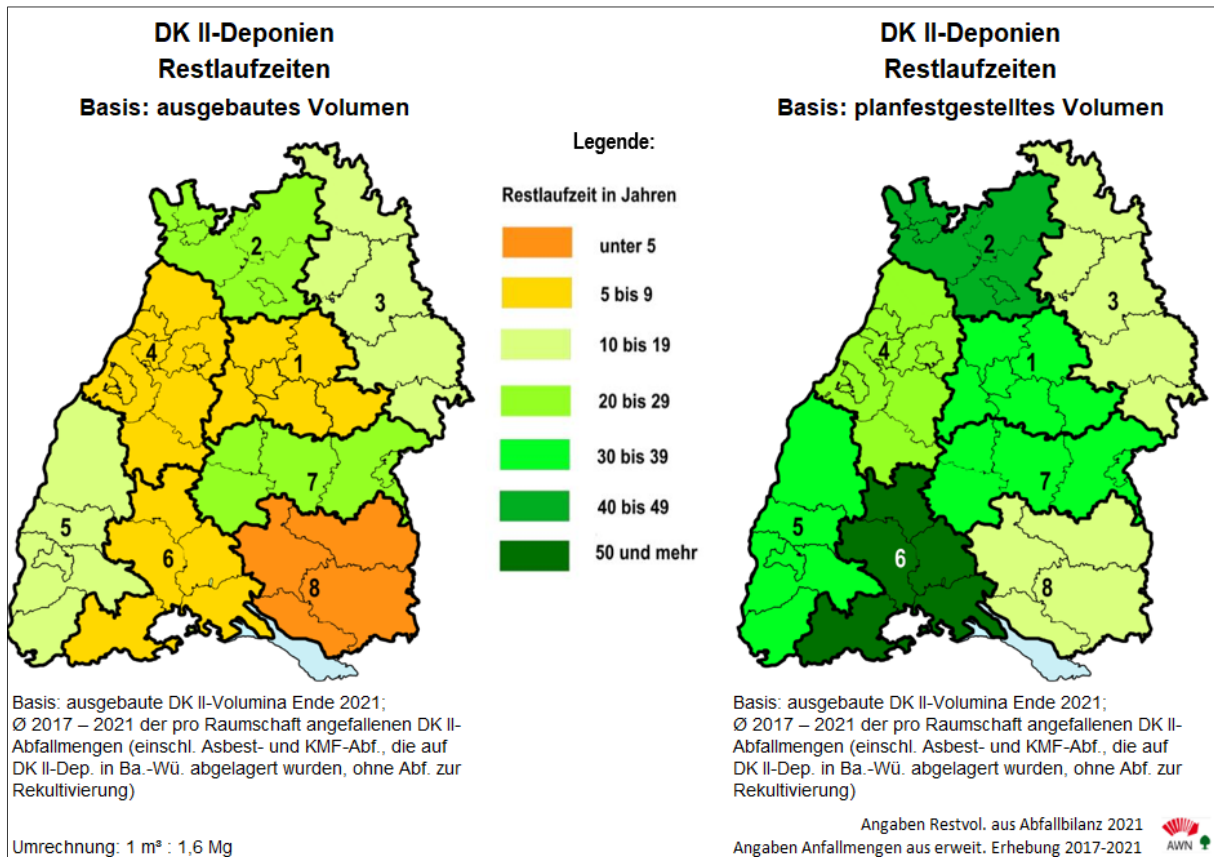 DK II-Deponien
Restlaufzeiten
Basis: ausgebautes Volumen
2
3
4
1
7
5
6
8
Basis: ausgebaute DK II-Volumina Ende 2021;
Ø 2017 – 2021 der pro Raumschaft angefallenen DK II-
Abfallmengen (einschl. Asbest- und KMF-Abf., die auf
DK II-Dep. in Ba.-Wü. abgelagert wurden, ohne Abf. zur
Rekultivierung)
Umrechnung: 1 m³ : 1,6 Mg
Legende:
Restlaufzeit in Jahren
unter 5
5 bis 9
10 bis 19
20 bis 29
30 bis 39
40 bis 49
50 und mehr
DK II-Deponien
Restlaufzeiten
Basis: planfestgestelltes Volumen
2
3
4
1
7
5
6
8
Basis: ausgebaute DK II-Volumina Ende 2021;
Ø 2017 – 2021 der pro Raumschaft angefallenen DK II-
Abfallmengen (einschl. Asbest- und KMF-Abf., die auf
DK II-Dep. in Ba.-Wü. abgelagert wurden, ohne Abf. zur
Rekultivierung)
Angaben Restvol. aus Abfallbilanz 2021
Angaben Anfallmengen aus erweit. Erhebung 2017-2021
AWN